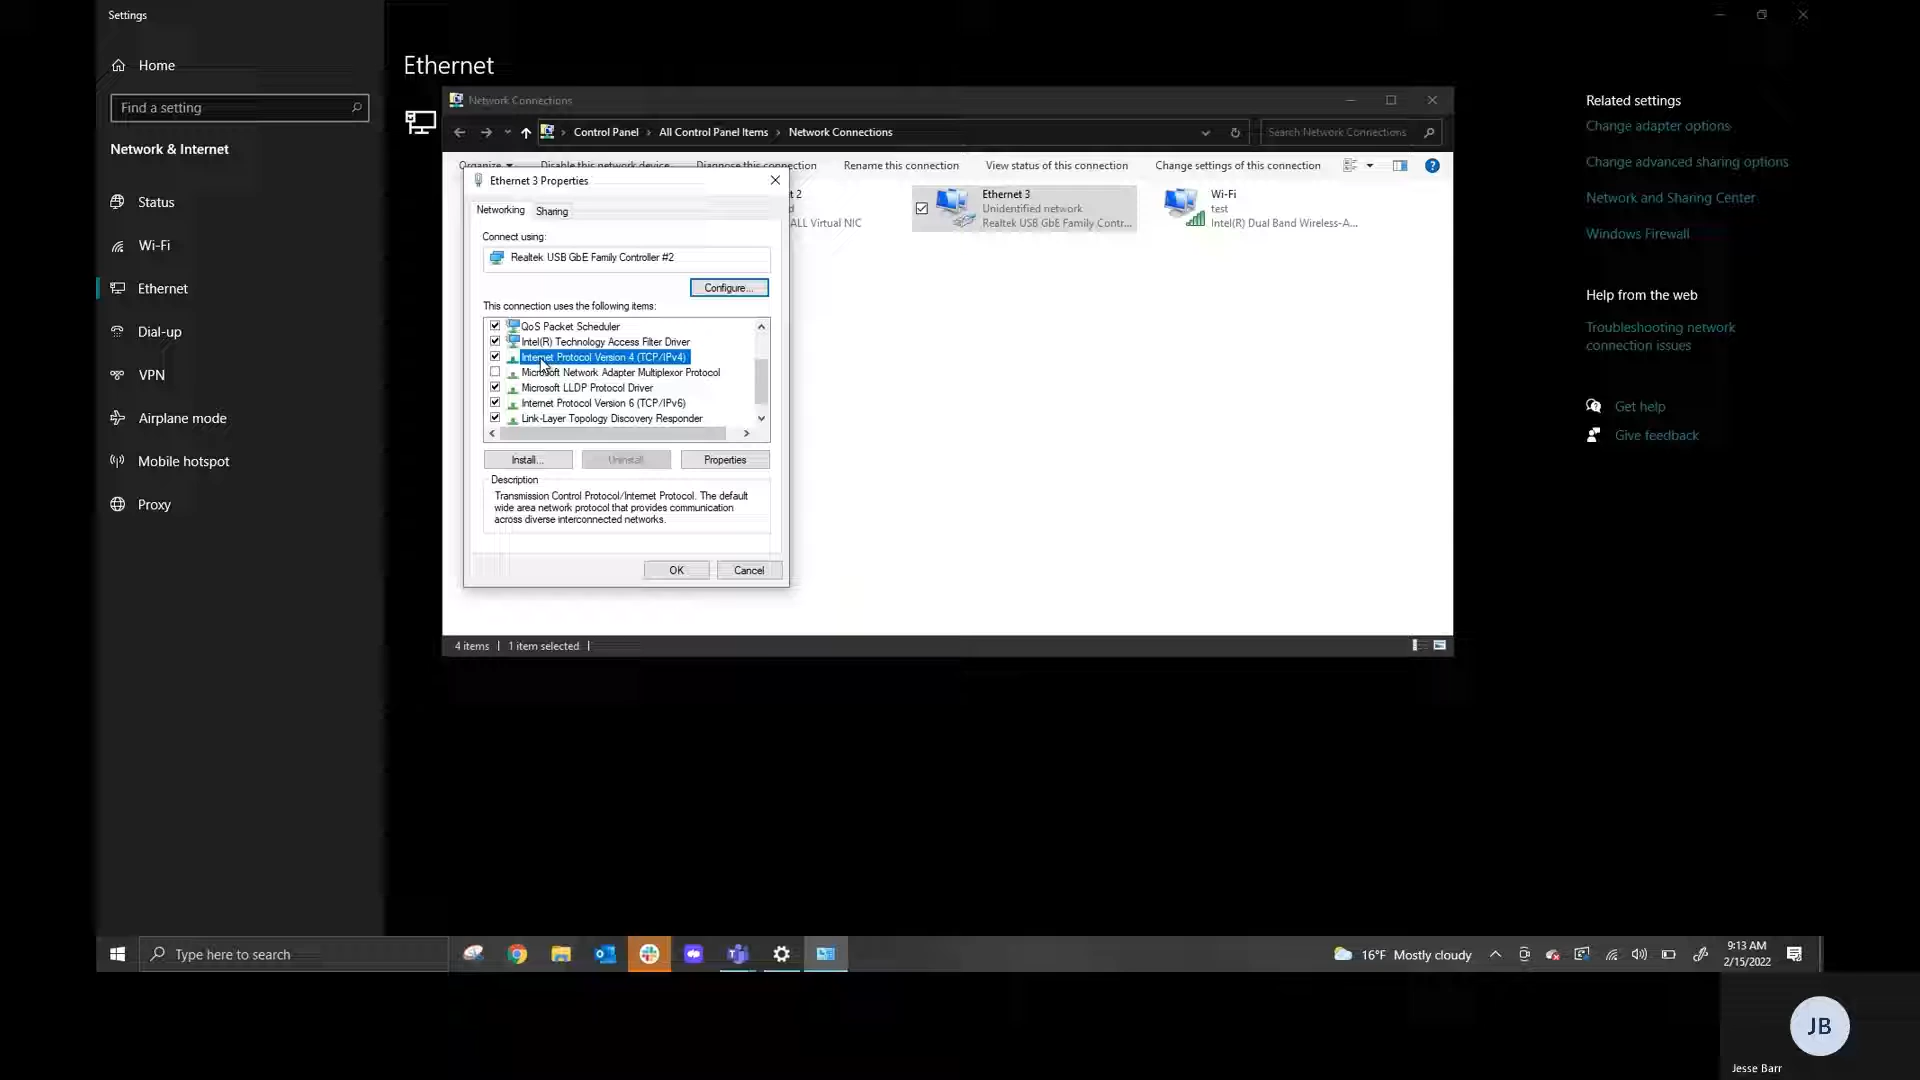 Settings
Home
Find a setting
Network & Internet
Status
Wi-Fi
Ethernet
Dial-up
VPN
Airplane mode
Mobile hotspot
Proxy
Ethernet
Network Connections
Control Panel › All Control Panel Items › Network Connections
Search Network Connections
Organize Disable this network device Diagnose this connection Rename this connection View status of this connection Change settings of this connection
t 2
d
ALL Virtual NIC
Ethernet 3
Unidentified network
Realtek USB GbE Family Contr...
Wi-Fi
test
Intel(R) Dual Band Wireless-A...
Ethernet 3 Properties
Networking Sharing
Connect using:
Realtek USB GbE Family Controller #2
Configure...
This connection uses the following items:
QoS Packet Scheduler
Intel(R) Technology Access Filter Driver
Internet Protocol Version 4 (TCP/IPv4)
Microsoft Network Adapter Multiplexor Protocol
Microsoft LLDP Protocol Driver
Internet Protocol Version 6 (TCP/IPv6)
Link-Layer Topology Discovery Responder
Install... Uninstall Properties
Description
Transmission Control Protocol/Internet Protocol. The default
wide area network protocol that provides communication
across diverse interconnected networks.
OK Cancel
4 items 1 item selected
Related settings
Change adapter options
Change advanced sharing options
Network and Sharing Center
Windows Firewall
Help from the web
Troubleshooting network
connection issues
Get help
Give feedback
Type here to search
16°F Mostly cloudy
9:13 AM
2/15/2022
JB
Jesse Barr